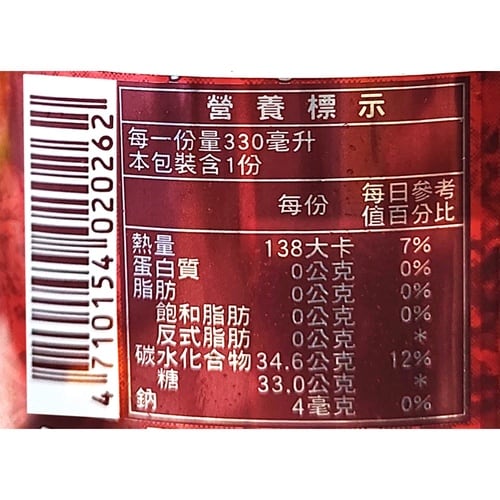 營養標示
每一份量330毫升
本包裝含1份
每份 每日參考值百分比
熱量 138大卡 7%
蛋白質 0公克 0%
脂肪 0公克 0%
飽和脂肪 0公克 0%
反式脂肪 0公克 *
碳水化合物 34.6公克 12%
糖 33.0公克 *
鈉 4毫克 0%
4 710154 020262